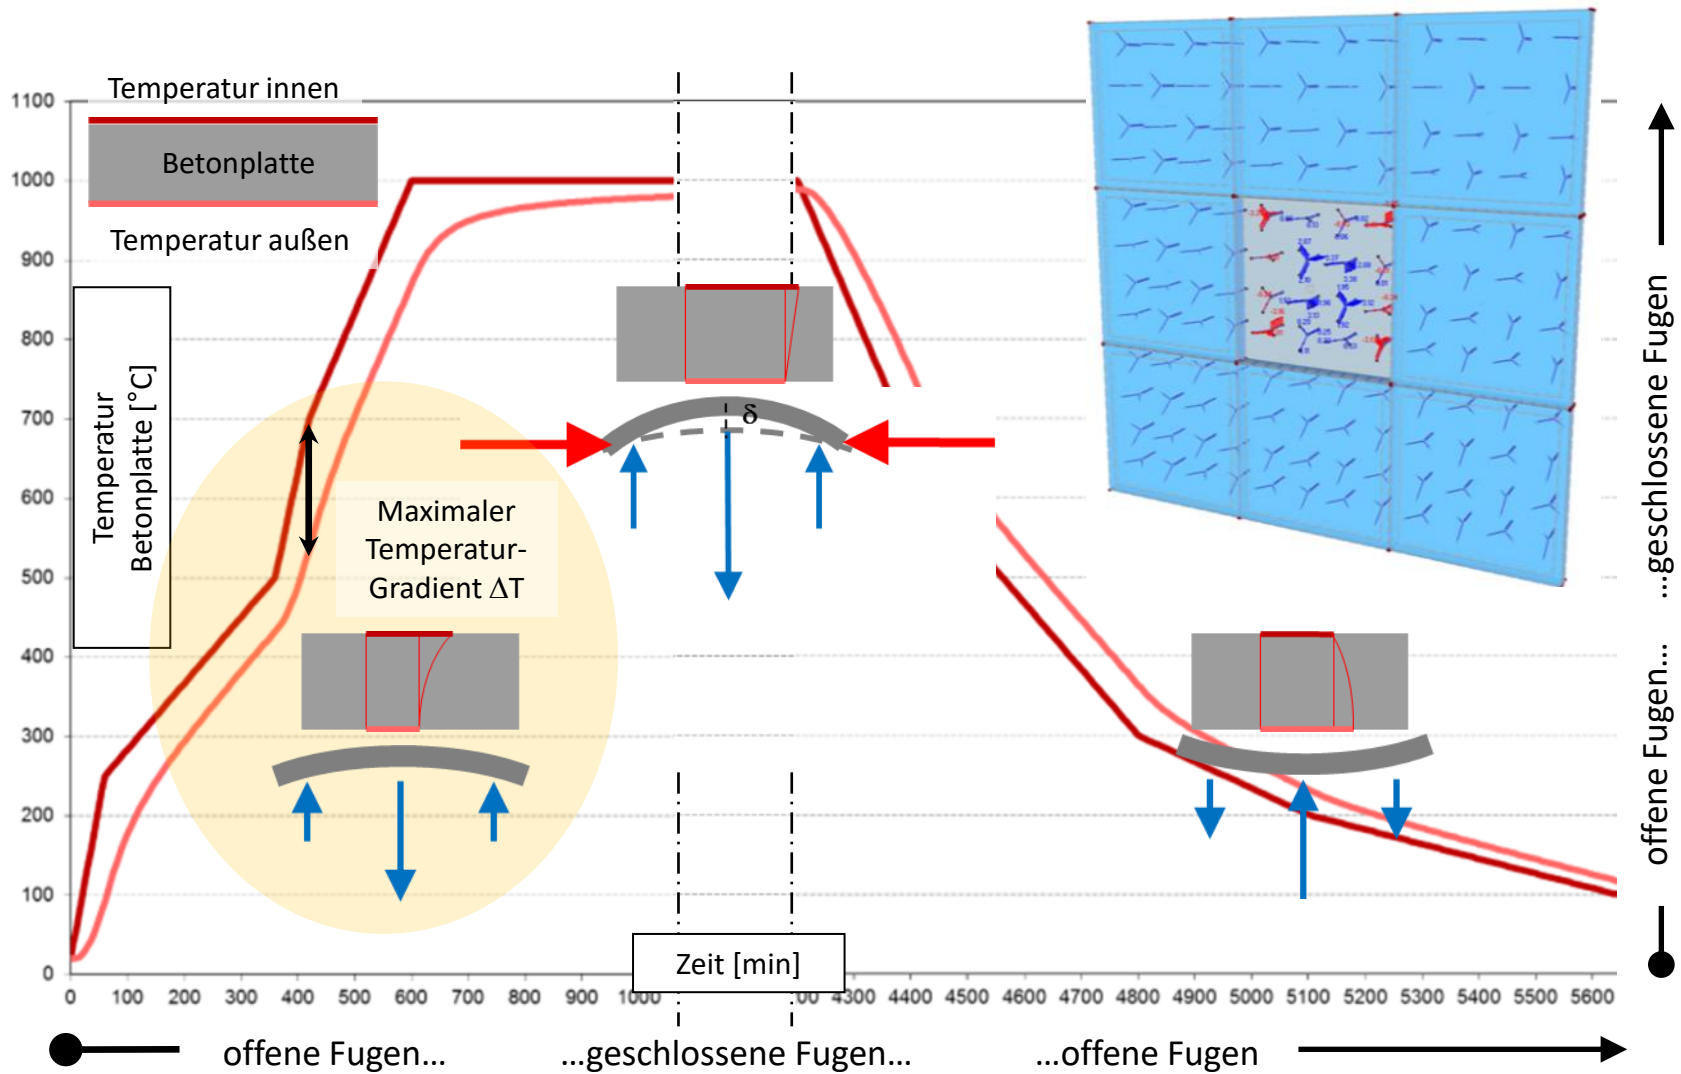 Temperatur innen
Betonplatte
Temperatur außen
1100
1000
900
800
700
600
500
400
300
200
100
0
Temperatur
Betonplatte [°C]
Maximaler
Temperatur-
Gradient ΔT
δ
Zeit [min]
0 100 200 300 400 500 600 700 800 900 1000 00 4300 4400 4500 4600 4700 4800 4900 5000 5100 5200 5300 5400 5500 5600
offene Fugen... ...geschlossene Fugen... ...offene Fugen
offene Fugen... ...geschlossene Fugen